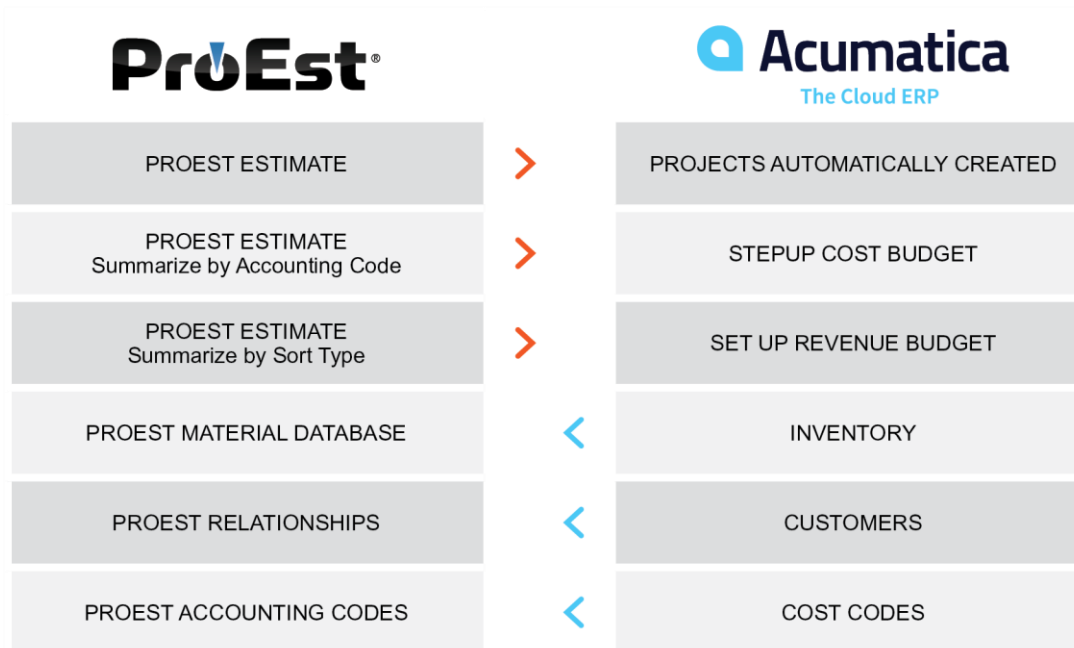 ProEst®
Acumatica
The Cloud ERP
PROEST ESTIMATE
PROJECTS AUTOMATICALLY CREATED
PROEST ESTIMATE
Summarize by Accounting Code
STEPUP COST BUDGET
PROEST ESTIMATE
Summarize by Sort Type
SET UP REVENUE BUDGET
PROEST MATERIAL DATABASE
INVENTORY
PROEST RELATIONSHIPS
CUSTOMERS
PROEST ACCOUNTING CODES
COST CODES